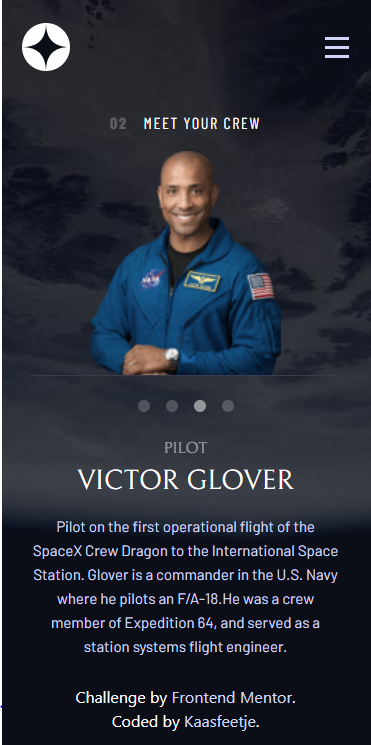 02 MEET YOUR CREW
PILOT
VICTOR GLOVER
Pilot on the first operational flight of the
SpaceX Crew Dragon to the International Space
Station. Glover is a commander in the U.S. Navy
where he pilots an F/A-18.He was a crew
member of Expedition 64, and served as a
station systems flight engineer.
Challenge by Frontend Mentor.
Coded by Kaasfeetje.